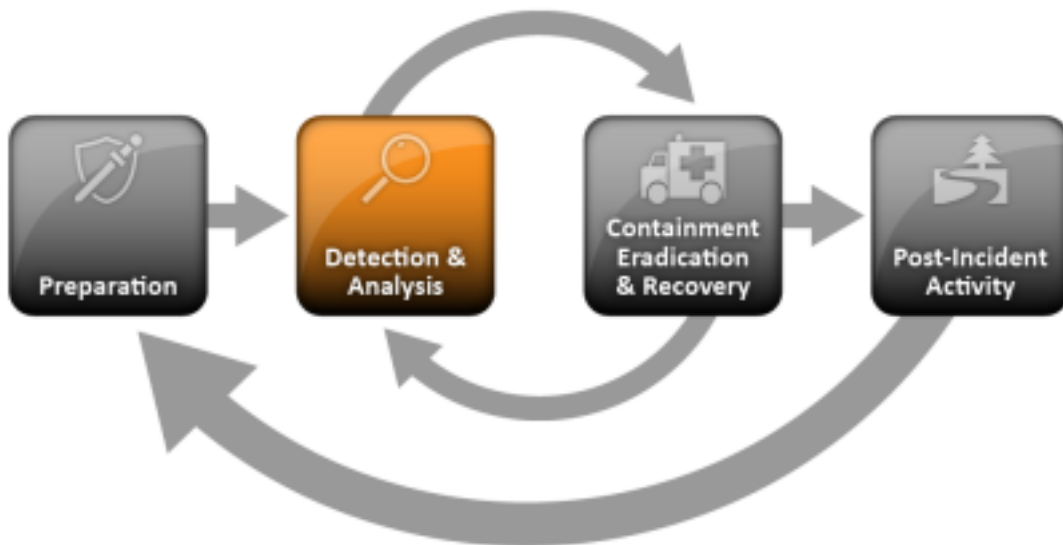 Preparation
Detection &
Analysis
Containment
Eradication
& Recovery
Post-Incident
Activity